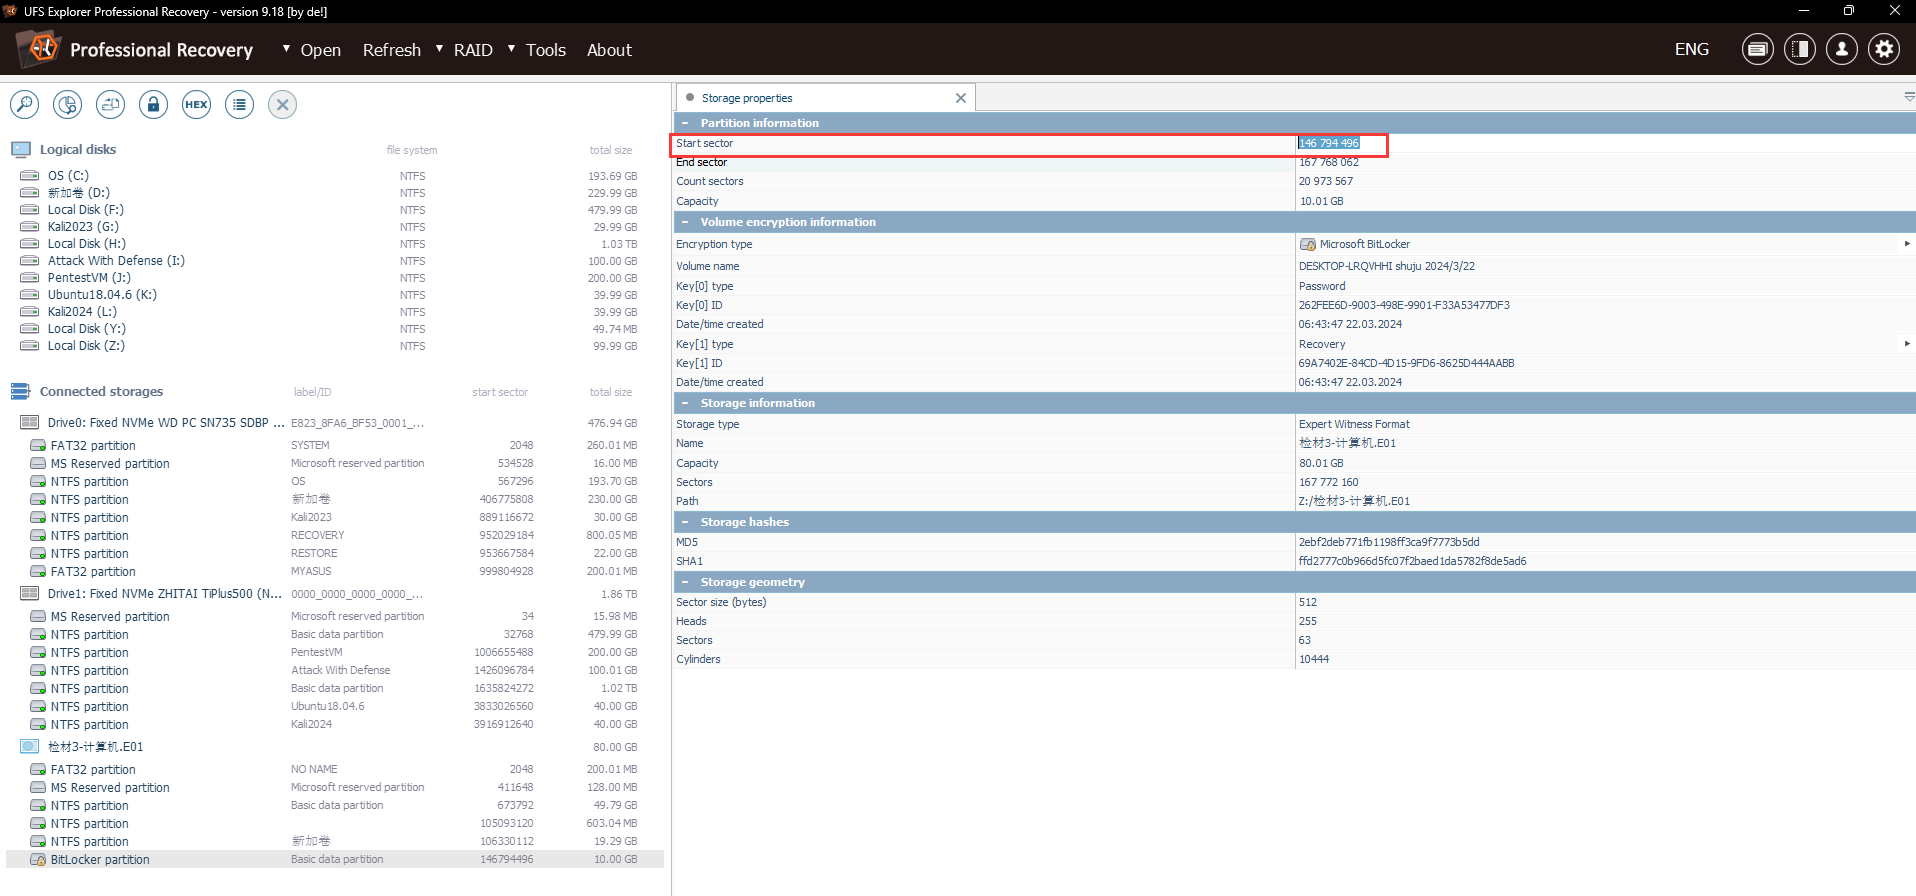 UFS Explorer Professional Recovery - version 9.18 [by de!]
Professional Recovery Open Refresh RAID Tools About ENG
HEX
Logical disks file system total size
OS (C:) NTFS 193.69 GB
新加卷 (D:) NTFS 229.99 GB
Local Disk (F:) NTFS 479.99 GB
Kali2023 (G:) NTFS 29.99 GB
Local Disk (H:) NTFS 1.03 TB
Attack With Defense (I:) NTFS 100.00 GB
PentestVM (J:) NTFS 200.00 GB
Ubuntu18.04.6 (K:) NTFS 39.99 GB
Kali2024 (L:) NTFS 39.99 GB
Local Disk (Y:) NTFS 49.74 MB
Local Disk (Z:) NTFS 99.99 GB
Connected storages label/ID start sector total size
Drive0: Fixed NVMe WD PC SN735 SDBP ... E823_8FA6_BF53_0001_... 476.94 GB
FAT32 partition SYSTEM 2048 260.01 MB
MS Reserved partition Microsoft reserved partition 534528 16.00 MB
NTFS partition OS 567296 193.70 GB
NTFS partition 新加卷 406775808 230.00 GB
NTFS partition Kali2023 889116672 30.00 GB
NTFS partition RECOVERY 952029184 800.05 MB
NTFS partition RESTORE 953667584 22.00 GB
FAT32 partition MYASUS 999804928 200.01 MB
Drive1: Fixed NVMe ZHITAI TiPlus500 (N... 0000_0000_0000_0000_... 1.86 TB
MS Reserved partition Microsoft reserved partition 34 15.98 MB
NTFS partition Basic data partition 32768 479.99 GB
NTFS partition PentestVM 1006655488 200.00 GB
NTFS partition Attack With Defense 1426096784 100.01 GB
NTFS partition Basic data partition 1635824272 1.02 TB
NTFS partition Ubuntu18.04.6 3833026560 40.00 GB
NTFS partition Kali2024 3916912640 40.00 GB
检材3-计算机.E01 80.00 GB
FAT32 partition NO NAME 2048 200.01 MB
MS Reserved partition Microsoft reserved partition 411648 128.00 MB
NTFS partition Basic data partition 673792 49.79 GB
NTFS partition 105093120 603.04 MB
NTFS partition 新加卷 106330112 19.29 GB
BitLocker partition Basic data partition 146794496 10.00 GB
Storage properties
Partition information
Start sector 146 794 496
End sector 167 768 062
Count sectors 20 973 567
Capacity 10.01 GB
Volume encryption information
Encryption type Microsoft BitLocker
Volume name DESKTOP-LRQVHHI shuju 2024/3/22
Key[0] type Password
Key[0] ID 262FEE6D-9003-498E-9901-F33A53477DF3
Date/time created 06:43:47 22.03.2024
Key[1] type Recovery
Key[1] ID 69A7402E-84CD-4D15-9FD6-8625D444AABB
Date/time created 06:43:47 22.03.2024
Storage information
Storage type Expert Witness Format
Name 检材3-计算机.E01
Capacity 80.01 GB
Sectors 167 772 160
Path Z:/检材3-计算机.E01
Storage hashes
MD5 2ebf2deb771fb1198ff3ca9f7773b5dd
SHA1 ffd2777c0b966d5fc07f2baed1da5782f8de5ad6
Storage geometry
Sector size (bytes) 512
Heads 255
Sectors 63
Cylinders 10444